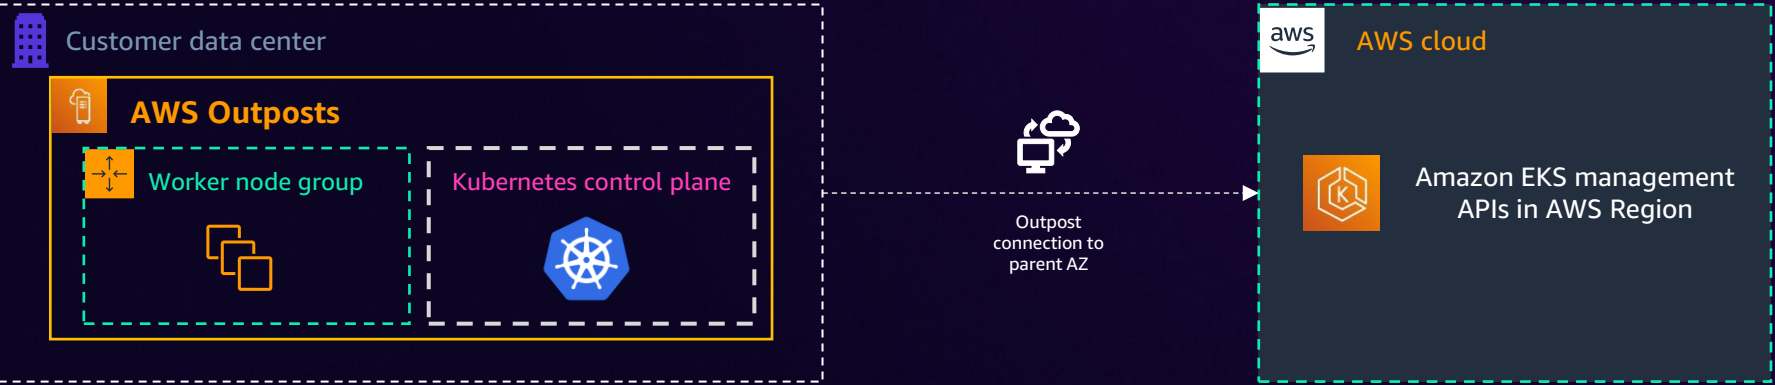 Customer data center
AWS Outposts
Worker node group
Kubernetes control plane
Outpost
connection to
parent AZ
aws
AWS cloud
K
Amazon EKS management
APIs in AWS Region